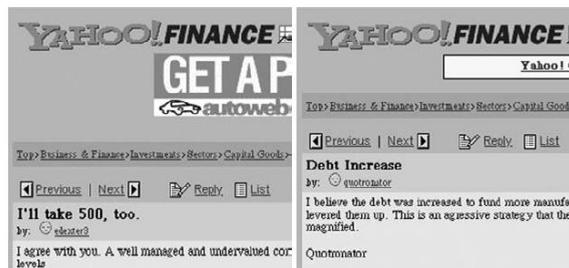 YAHOO! FINANCE
GET A P
autoweb
Top>Business & Finance>Investments>Sectors>Capital Goods>
Previous | Next Reply List
I'll take 500, too.
by: edexter3
I agree with you. A well managed and undervalued cor
levels
YAHOO! FINANCE
Yahoo!
Top>Business & Finance>Investments>Sectors>Capital Good
Previous | Next Reply List
Debt Increase
by: quotronator
I believe the debt was increased to fund more manufa
levered them up. This is an agressive strategy that the
magnified.
Quotronator